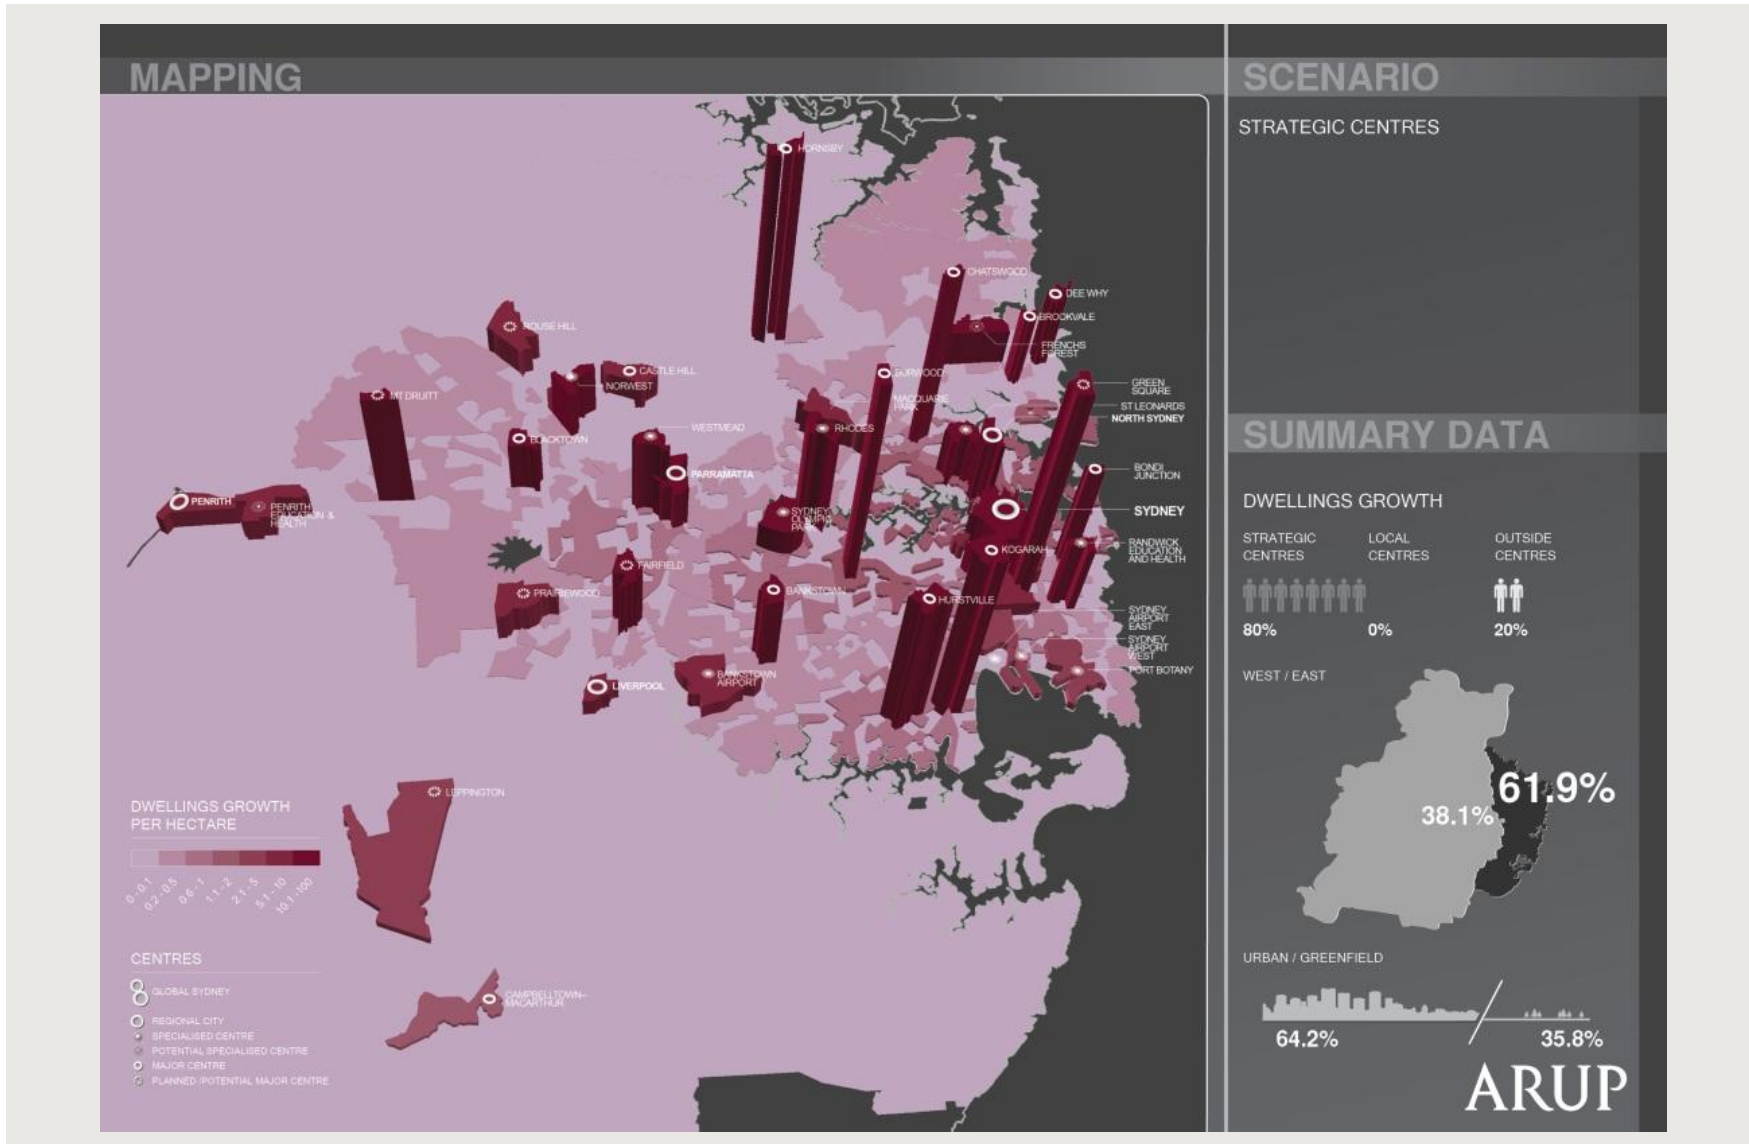 MAPPING
HORNSBY
CHATSWOOD
DEE WHY
BROOKVALE
FRENCHS
FOREST
ROUSE HILL
CASTLE HILL
NORWEST
MT DRUITT
BURWOOD
MACQUARIE
PARK
GREEN
SQUARE
ST LEONARDS
NORTH SYDNEY
BLACKTOWN
WESTMEAD
RHODES
PARRAMATTA
BONDI
JUNCTION
PENRITH
PENRITH
EDUCATION &
HEALTH
SYDNEY
OLYMPIC
PARK
SYDNEY
KOGARAH
RANDWICK
EDUCATION
AND HEALTH
FAIRFIELD
PRAIRIEWOOD
BANKSTOWN
HURSTVILLE
SYDNEY
AIRPORT
EAST
SYDNEY
AIRPORT
WEST
PORT BOTANY
LIVERPOOL
BANKSTOWN
AIRPORT
LEPPINGTON
CAMPBELLTOWN–
MACARTHUR
DWELLINGS GROWTH
PER HECTARE
0 - 0.1
0.2 - 0.5
0.6 - 1
1.1 - 2
2.1 - 5
5.1 - 10
10.1 -100
CENTRES
GLOBAL SYDNEY
REGIONAL CITY
SPECIALISED CENTRE
POTENTIAL SPECIALISED CENTRE
MAJOR CENTRE
PLANNED /POTENTIAL MAJOR CENTRE
SCENARIO
STRATEGIC CENTRES
SUMMARY DATA
DWELLINGS GROWTH
STRATEGIC
CENTRES
LOCAL
CENTRES
OUTSIDE
CENTRES
80%
0%
20%
WEST / EAST
61.9%
38.1%
URBAN / GREENFIELD
64.2%
35.8%
ARUP